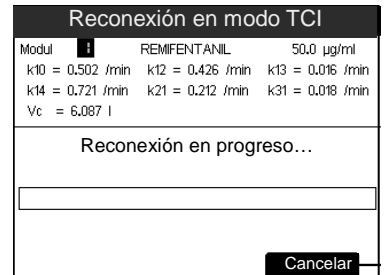 Reconexión en modo TCI
Modul 1 REMIFENTANIL 50.0 µg/ml
k10 = 0.502 /min k12 = 0.426 /min k13 = 0.016 /min
k14 = 0.721 /min k21 = 0.212 /min k31 = 0.018 /min
Vc = 6.087 l
Reconexión en progreso…
Cancelar